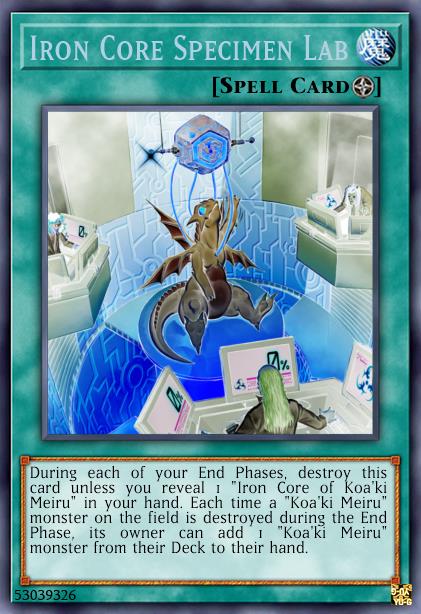 Iron Core Specimen Lab
[Spell Card]
0%
0%
During each of your End Phases, destroy this
card unless you reveal 1 "Iron Core of Koa'ki
Meiru" in your hand. Each time a "Koa'ki Meiru"
monster on the field is destroyed during the End
Phase, its owner can add 1 "Koa'ki Meiru"
monster from their Deck to their hand.
53039326